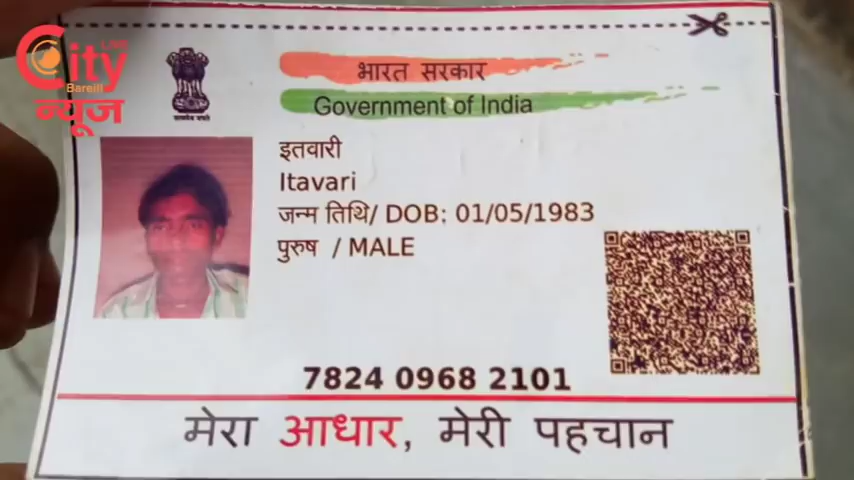 City Live
Bareill
न्यूज
भारत सरकार
Government of India
इतवारी
Itavari
जन्म तिथि/ DOB: 01/05/1983
पुरुष / MALE
7824 0968 2101
मेरा आधार, मेरी पहचान